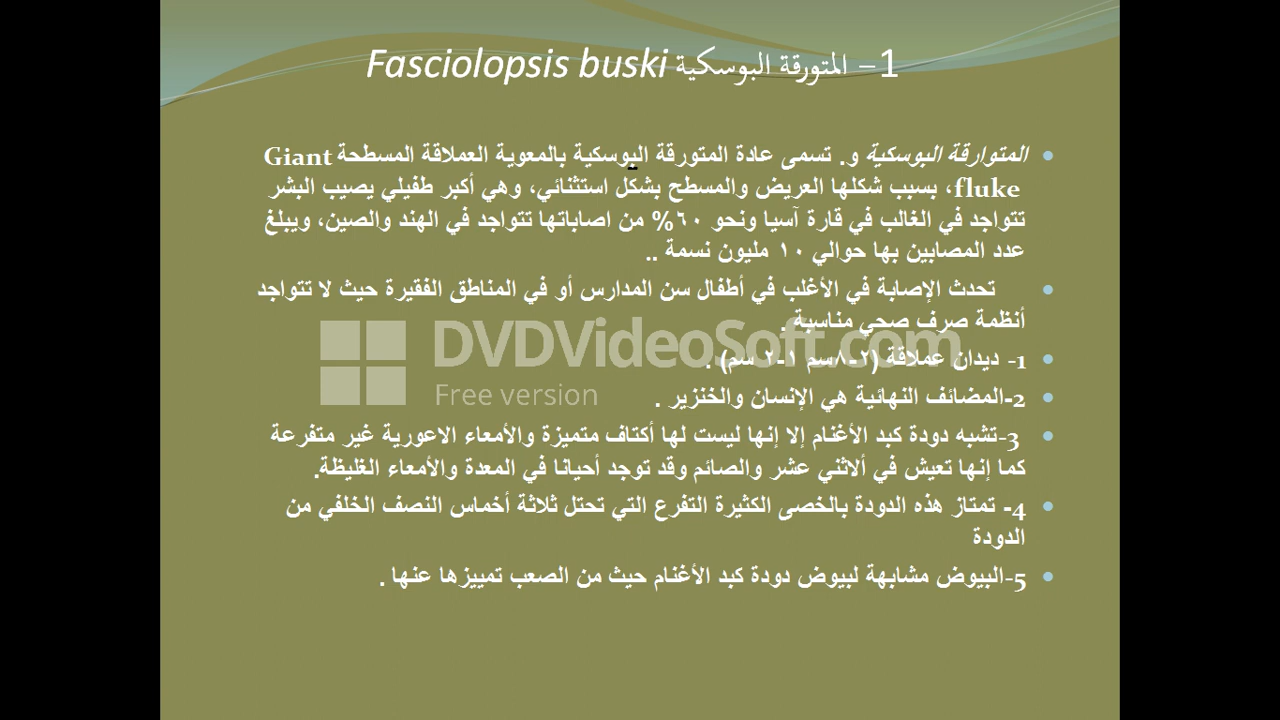 1- المتورقة البوسكية Fasciolopsis buski
المتوارقة البوسكية و. تسمى عادة المتورقة البوسكية بالمعوية العملاقة المسطحة Giant
fluke، بسبب شكلها العريض والمسطح بشكل استثنائي، وهي أكبر طفيلي يصيب البشر
تتواجد في الغالب في قارة آسيا ونحو ٦٠% من اصاباتها تتواجد في الهند والصين، ويبلغ
عدد المصابين بها حوالي ١٠ مليون نسمة ..
تحدث الإصابة في الأغلب في أطفال سن المدارس أو في المناطق الفقيرة حيث لا تتواجد
أنظمة صرف صحي مناسبة .
1- ديدان عملاقة (٢-٨سم ١-٢ سم) .
2-المضائف النهائية هي الإنسان والخنزير .
3-تشبه دودة كبد الأغنام إلا إنها ليست لها أكتاف متميزة والأمعاء الاعورية غير متفرعة
كما إنها تعيش في ألاثني عشر والصائم وقد توجد أحيانا في المعدة والأمعاء الغليظة.
4- تمتاز هذه الدودة بالخصى الكثيرة التفرع التي تحتل ثلاثة أخماس النصف الخلفي من
الدودة
5-البيوض مشابهة لبيوض دودة كبد الأغنام حيث من الصعب تمييزها عنها .
DVDVideoSoft.com
Free version